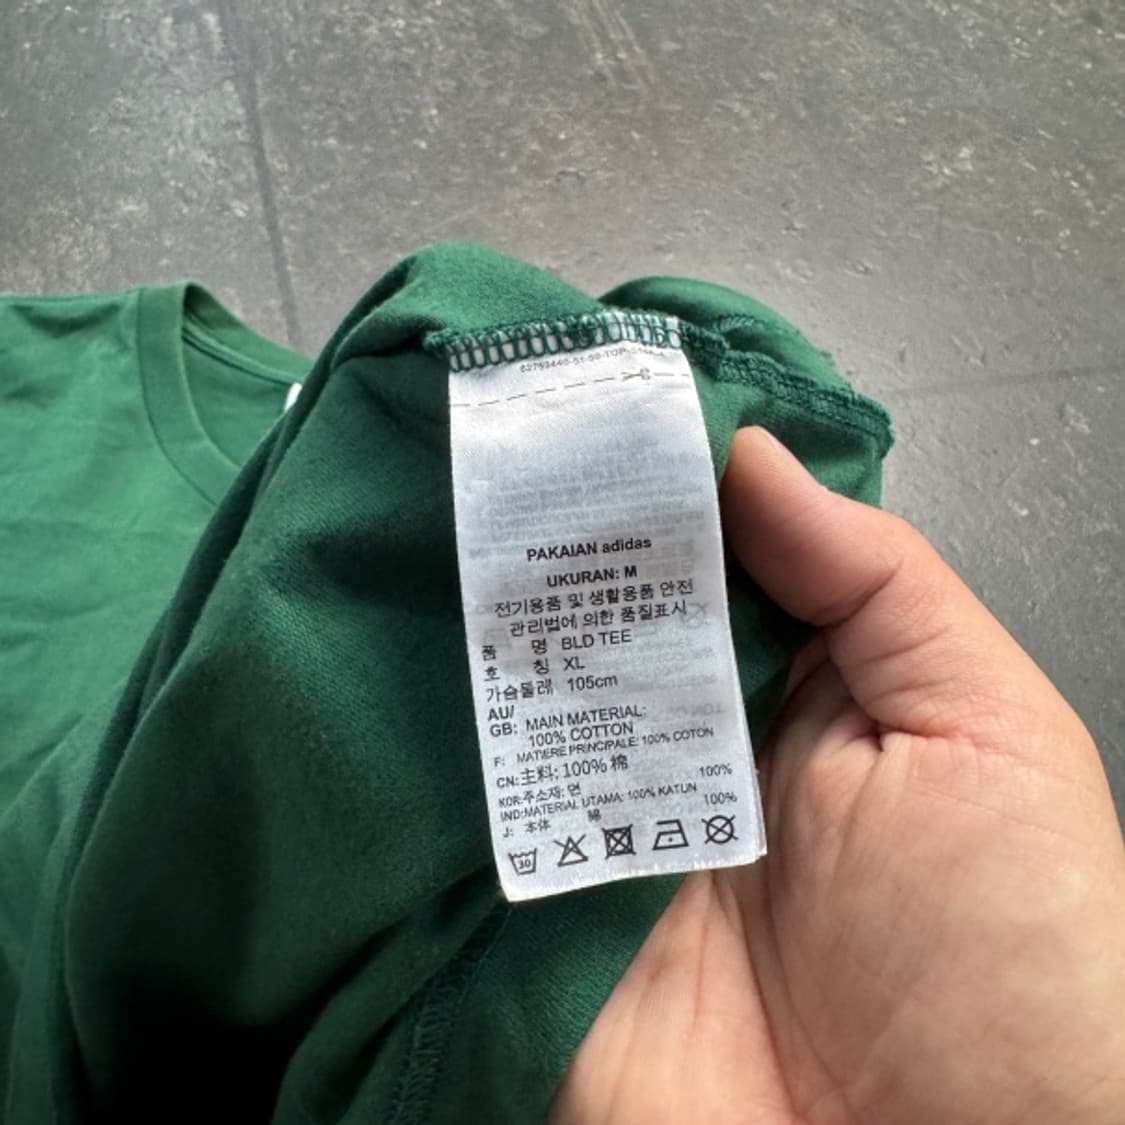 PAKAIAN adidas
UKURAN: M
전기용품 및 생활용품 안전
관리법에 의한 품질표시
품 명 BLD TEE
호 칭 XL
가슴둘레 105cm
AU/
GB: MAIN MATERIAL:
100% COTTON
F: MATIERE PRINCIPALE: 100% COTON
CN: 主料: 100% 棉
KOR: 주소재: 면 100%
IND: MATERIAL UTAMA: 100% KATUN
J: 本体 綿 100%
30